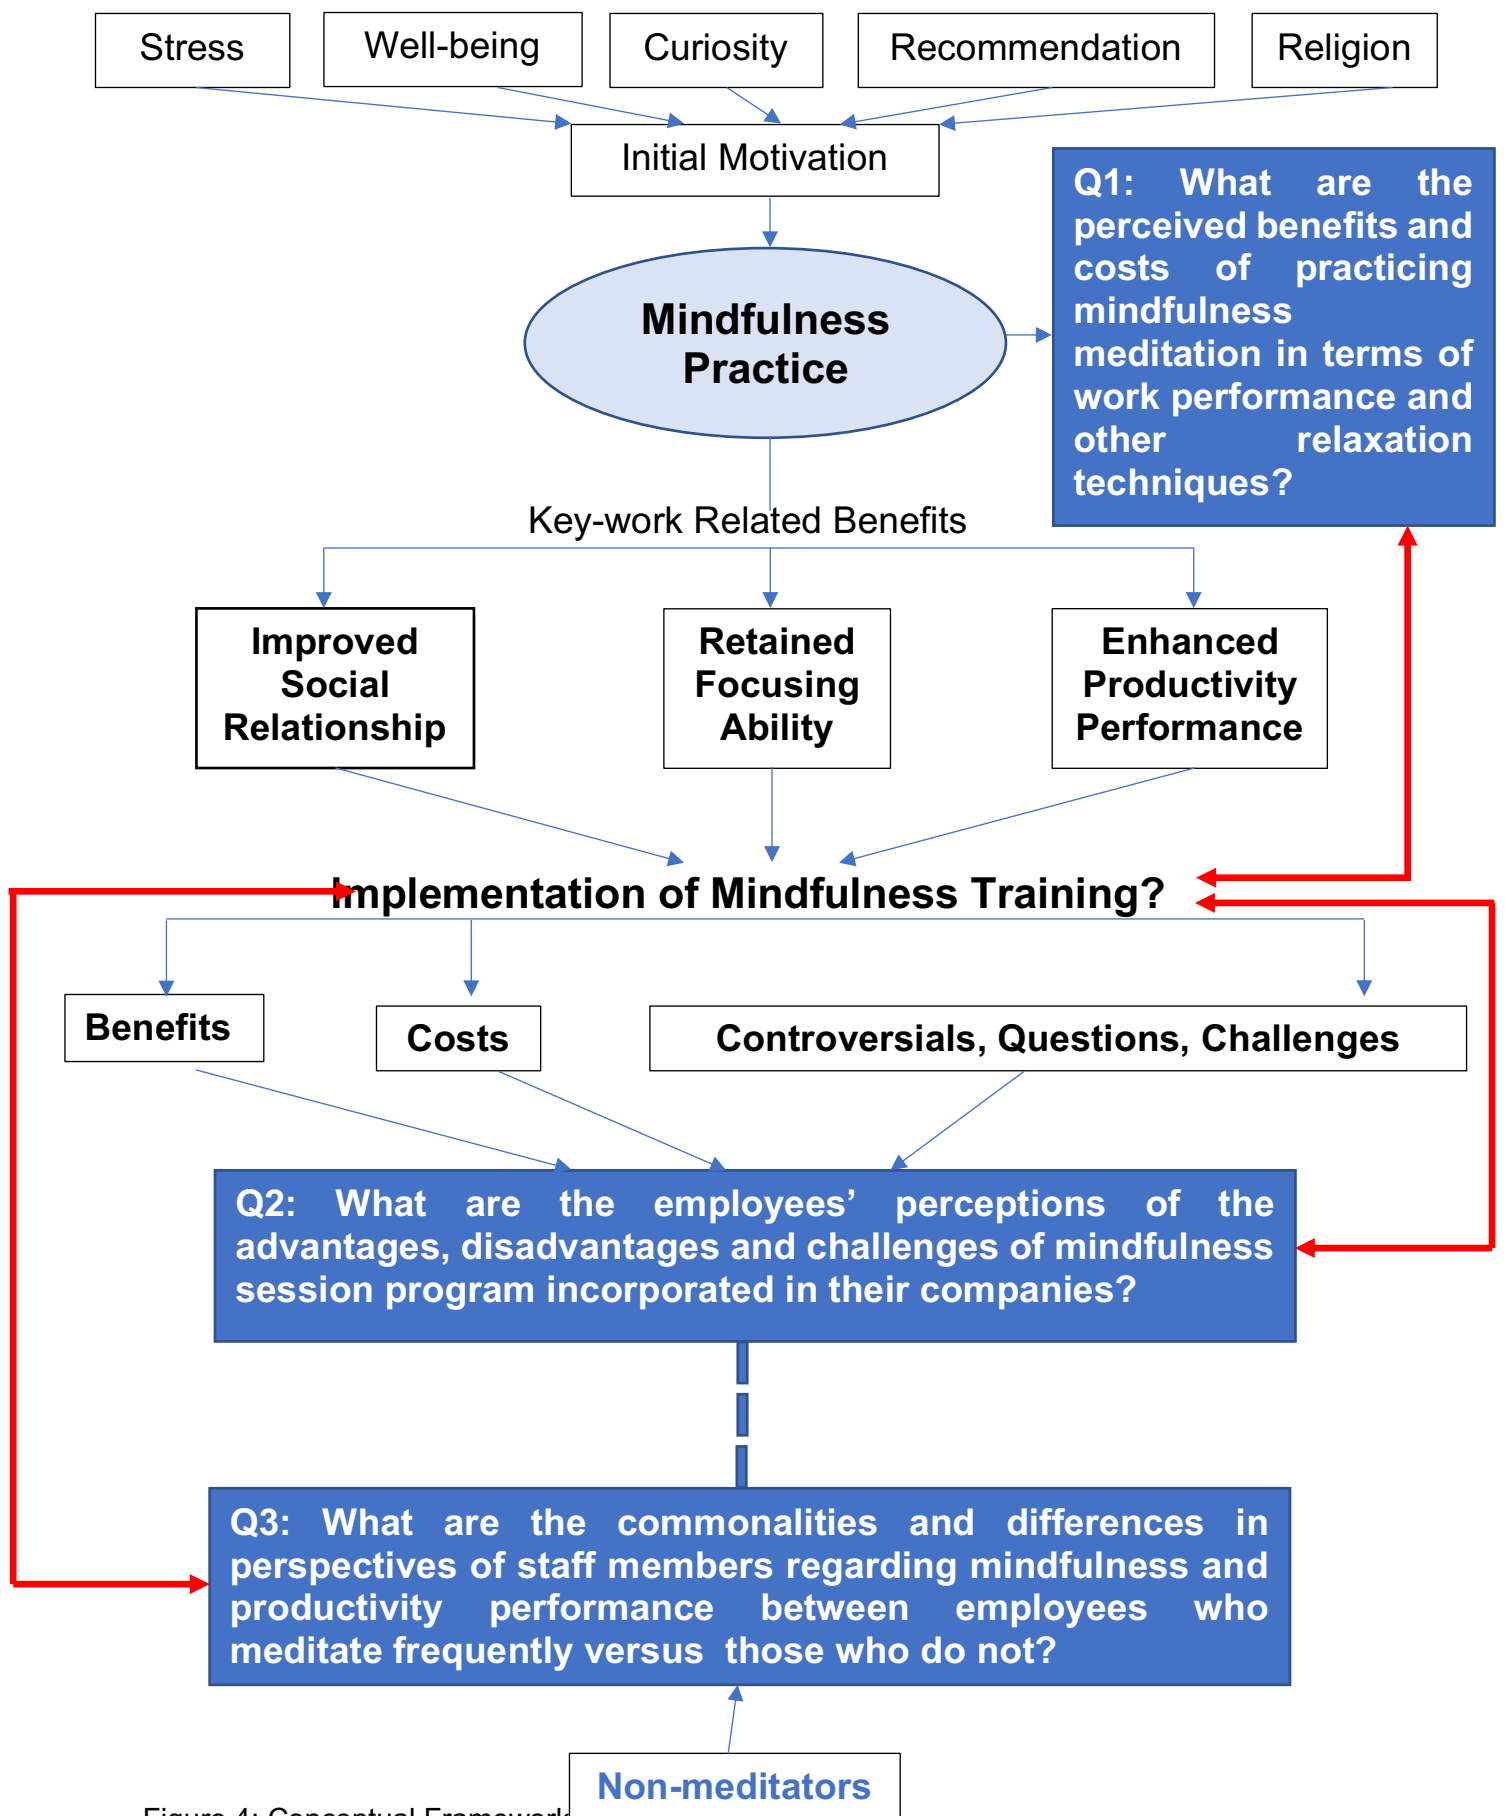 Stress
Well-being
Curiosity
Recommendation
Religion
Initial Motivation
Mindfulness
Practice
Q1: What are the
perceived benefits and
costs of practicing
mindfulness
meditation in terms of
work performance and
other relaxation
techniques?
Key-work Related Benefits
Improved
Social
Relationship
Retained
Focusing
Ability
Enhanced
Productivity
Performance
Implementation of Mindfulness Training?
Benefits
Costs
Controversials, Questions, Challenges
Q2: What are the employees’ perceptions of the
advantages, disadvantages and challenges of mindfulness
session program incorporated in their companies?
Q3: What are the commonalities and differences in
perspectives of staff members regarding mindfulness and
productivity performance between employees who
meditate frequently versus those who do not?
Non-meditators
Figure 4: Conceptual Framework